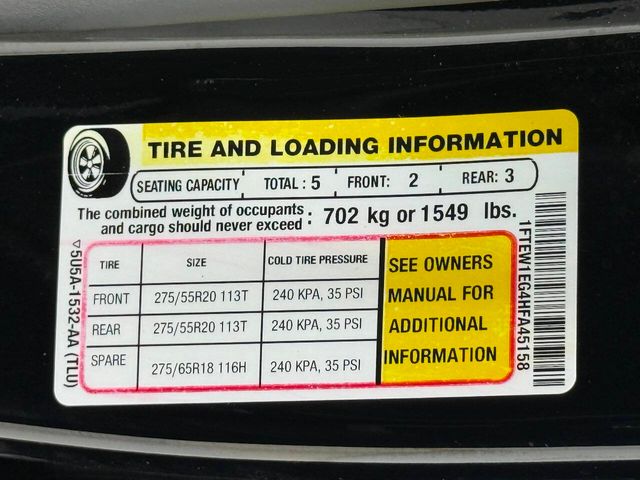 TIRE AND LOADING INFORMATION
SEATING CAPACITY TOTAL : 5 FRONT: 2 REAR: 3
The combined weight of occupants and cargo should never exceed : 702 kg or 1549 lbs.
TIRE SIZE COLD TIRE PRESSURE
FRONT 275/55R20 113T 240 KPA, 35 PSI
REAR 275/55R20 113T 240 KPA, 35 PSI
SPARE 275/65R18 116H 240 KPA, 35 PSI
SEE OWNERS
MANUAL FOR
ADDITIONAL
INFORMATION
5U5A-1532-AA (TLU)
1FTEW1EG4HFA45158